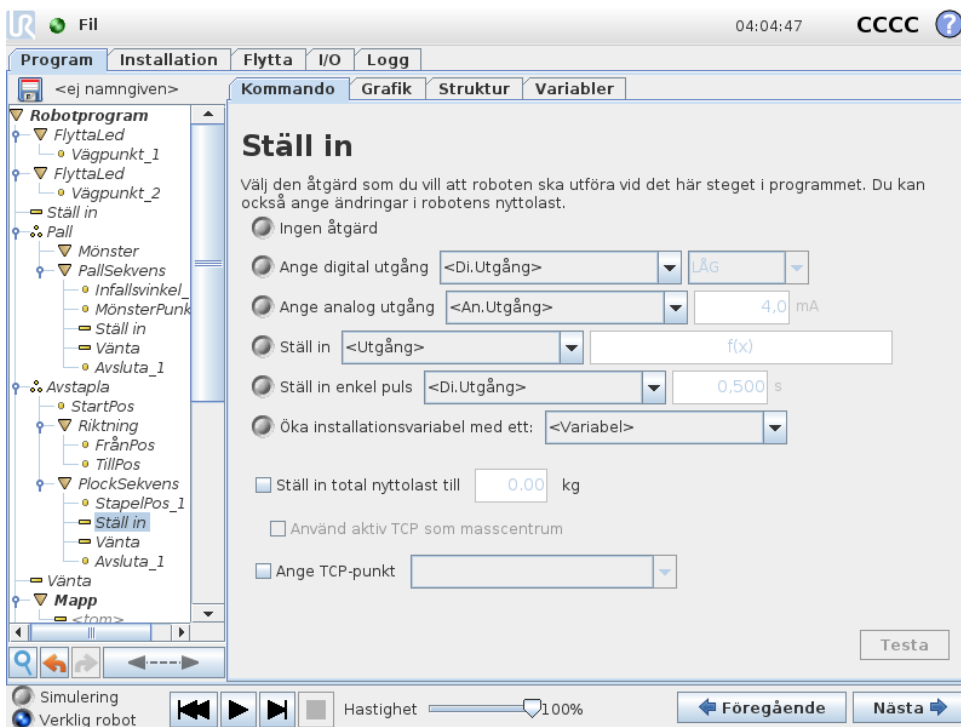 UR Fil 04:04:47 CCCC ?
Program Installation Flytta I/O Logg
<ej namngiven>
Kommando Grafik Struktur Variabler
Robotprogram
FlyttaLed
Vägpunkt_1
FlyttaLed
Vägpunkt_2
Ställ in
Pall
Mönster
PallSekvens
Infallsvinkel_
MönsterPunk
Ställ in
Vänta
Avsluta_1
Avstapla
StartPos
Riktning
FrånPos
TillPos
PlockSekvens
StapelPos_1
Ställ in
Vänta
Avsluta_1
Vänta
Mapp
<tom>
Ställ in
Välj den åtgärd som du vill att roboten ska utföra vid det här steget i programmet. Du kan
också ange ändringar i robotens nyttolast.
Ingen åtgärd
Ange digital utgång <Di.Utgång> LÅG
Ange analog utgång <An.Utgång> 4,0 mA
Ställ in <Utgång> f(x)
Ställ in enkel puls <Di.Utgång> 0,500 s
Öka installationsvariabel med ett: <Variabel>
Ställ in total nyttolast till 0.00 kg
Använd aktiv TCP som masscentrum
Ange TCP-punkt
Testa
Simulering
Verklig robot
Hastighet 100%
Föregående
Nästa